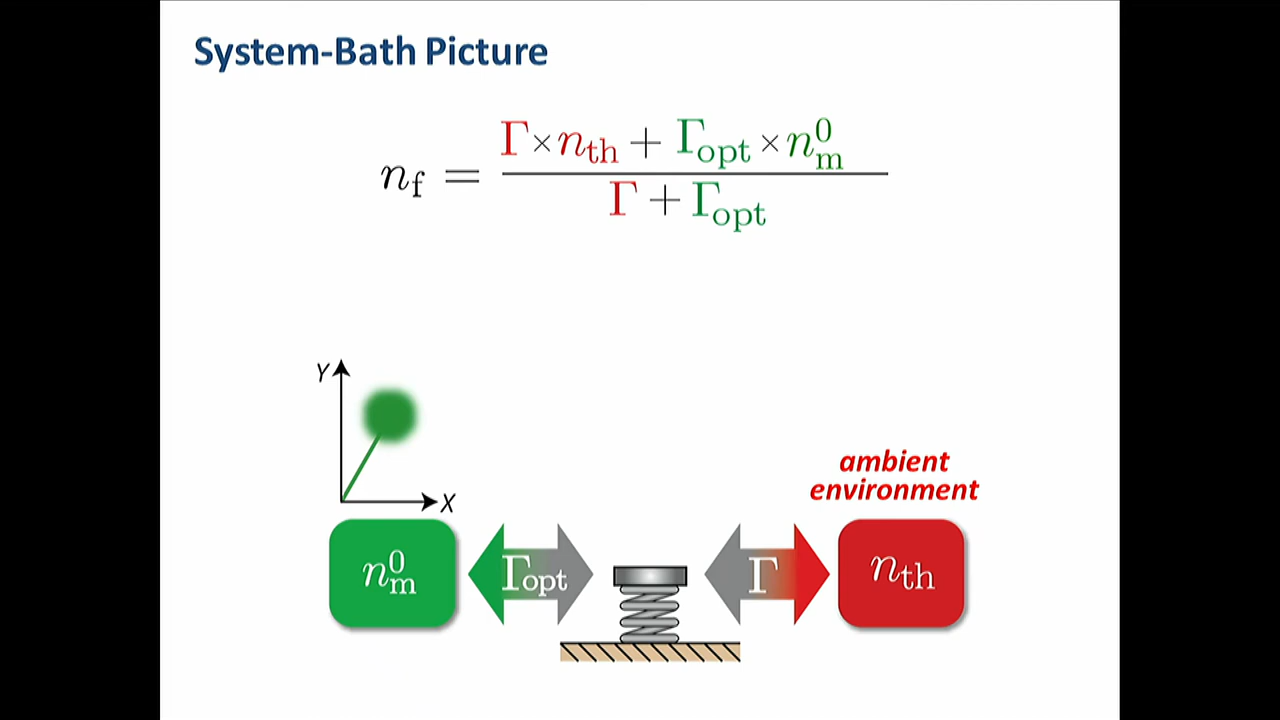 System-Bath Picture
n_f = (Γ × n_th + Γ_opt × n_m^0) / (Γ + Γ_opt)
Y
X
ambient
environment
n_m^0
Γ_opt
Γ
n_th